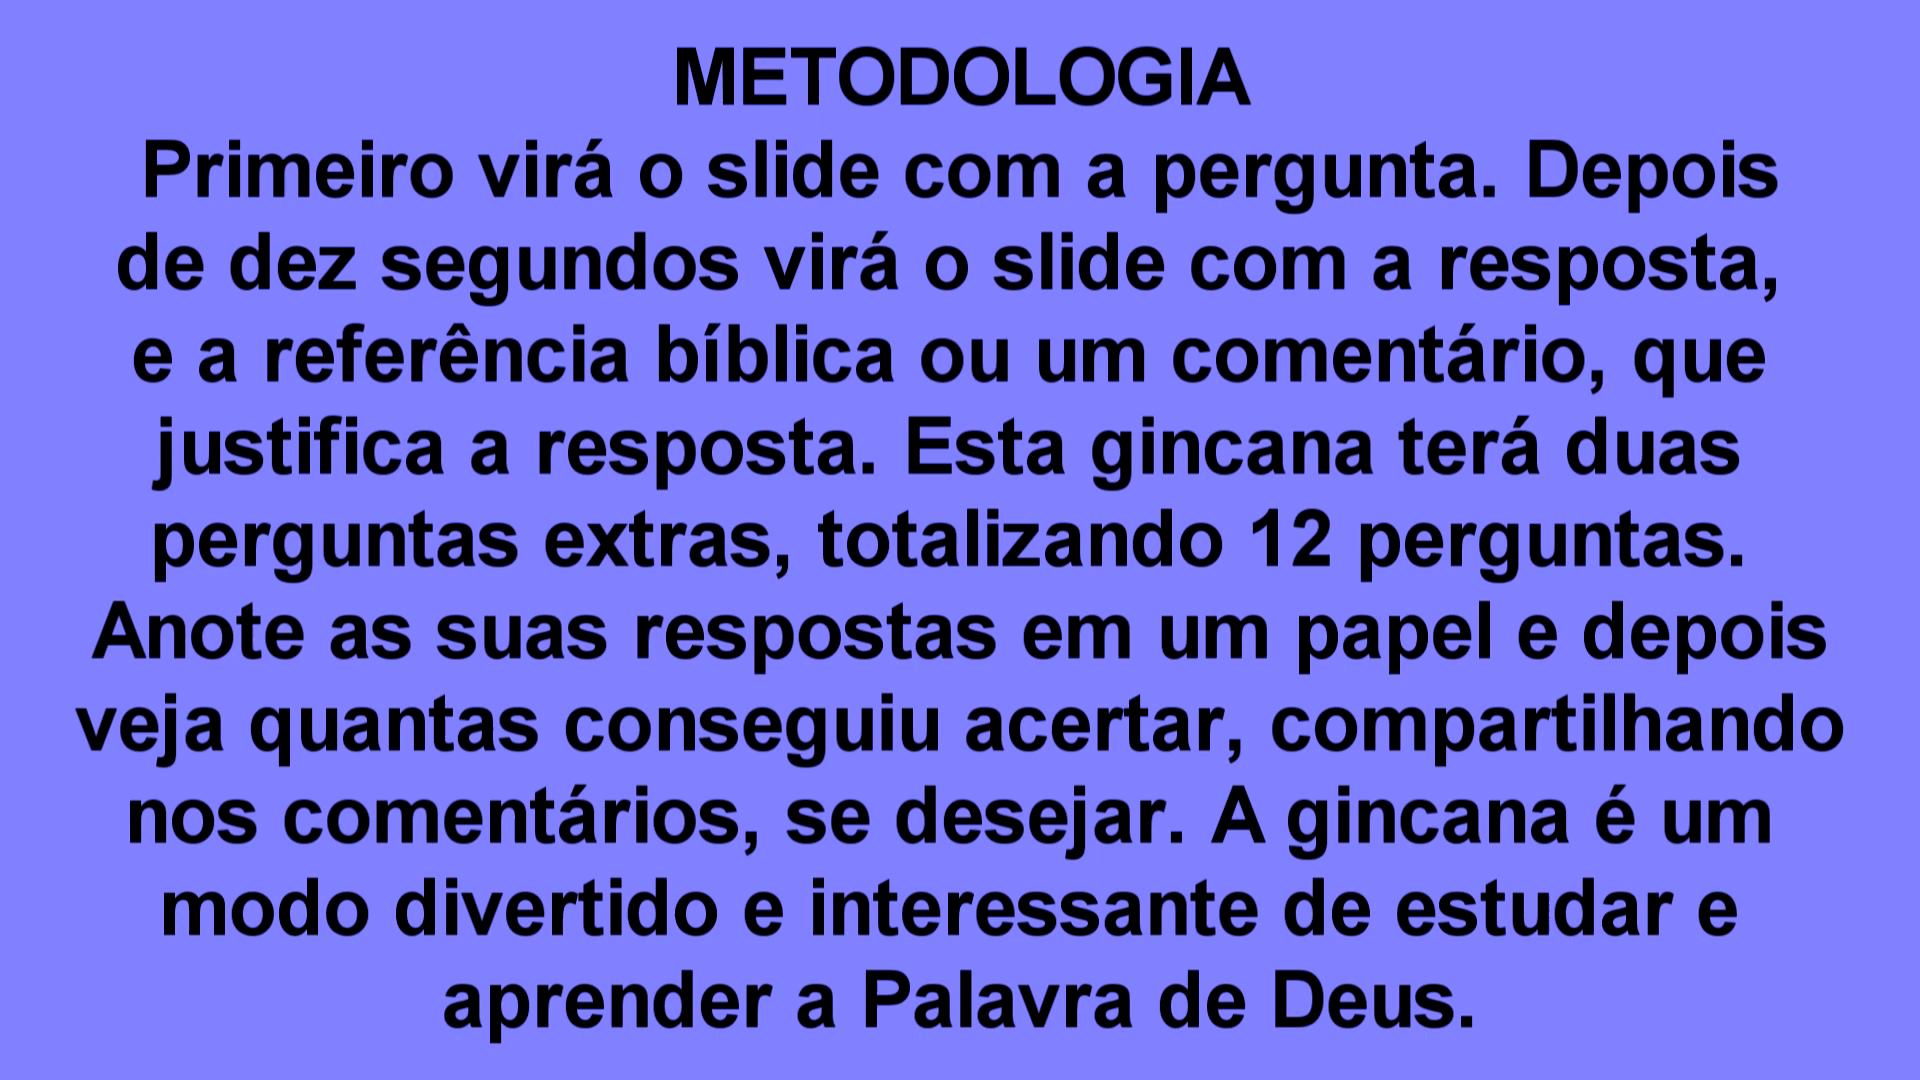 METODOLOGIA
Primeiro virá o slide com a pergunta. Depois
de dez segundos virá o slide com a resposta,
e a referência bíblica ou um comentário, que
justifica a resposta. Esta gincana terá duas
perguntas extras, totalizando 12 perguntas.
Anote as suas respostas em um papel e depois
veja quantas conseguiu acertar, compartilhando
nos comentários, se desejar. A gincana é um
modo divertido e interessante de estudar e
aprender a Palavra de Deus.